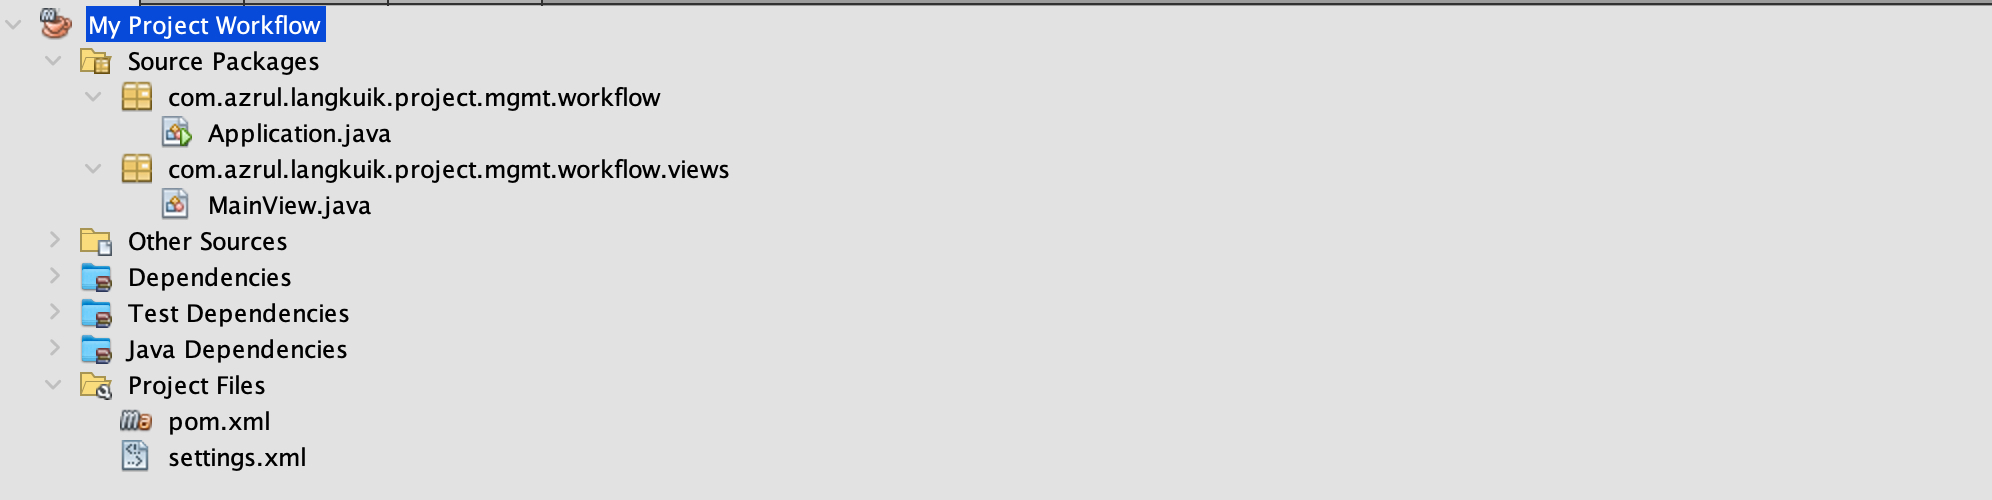 My Project Workflow
Source Packages
com.azrul.langkuik.project.mgmt.workflow
Application.java
com.azrul.langkuik.project.mgmt.workflow.views
MainView.java
Other Sources
Dependencies
Test Dependencies
Java Dependencies
Project Files
pom.xml
settings.xml